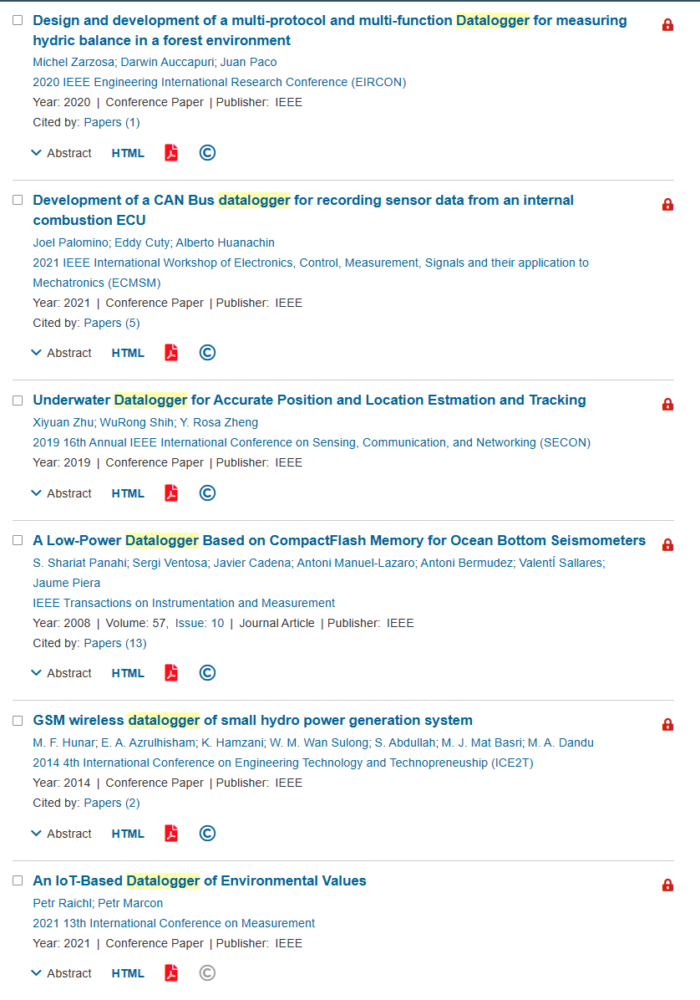 Design and development of a multi-protocol and multi-function Datalogger for measuring
hydric balance in a forest environment
Michel Zarzosa; Darwin Auccapuri; Juan Paco
2020 IEEE Engineering International Research Conference (EIRCON)
Year: 2020 | Conference Paper | Publisher: IEEE
Cited by: Papers (1)
Abstract HTML ©
Development of a CAN Bus datalogger for recording sensor data from an internal
combustion ECU
Joel Palomino; Eddy Cuty; Alberto Huanachin
2021 IEEE International Workshop of Electronics, Control, Measurement, Signals and their application to
Mechatronics (ECMSM)
Year: 2021 | Conference Paper | Publisher: IEEE
Cited by: Papers (5)
Abstract HTML ©
Underwater Datalogger for Accurate Position and Location Estmation and Tracking
Xiyuan Zhu; WuRong Shih; Y. Rosa Zheng
2019 16th Annual IEEE International Conference on Sensing, Communication, and Networking (SECON)
Year: 2019 | Conference Paper | Publisher: IEEE
Abstract HTML ©
A Low-Power Datalogger Based on CompactFlash Memory for Ocean Bottom Seismometers
S. Shariat Panahi; Sergi Ventosa; Javier Cadena; Antoni Manuel-Lazaro; Antoni Bermudez; ValentÍ Sallares;
Jaume Piera
IEEE Transactions on Instrumentation and Measurement
Year: 2008 | Volume: 57, Issue: 10 | Journal Article | Publisher: IEEE
Cited by: Papers (13)
Abstract HTML ©
GSM wireless datalogger of small hydro power generation system
M. F. Hunar; E. A. Azrulhisham; K. Hamzani; W. M. Wan Sulong; S. Abdullah; M. J. Mat Basri; M. A. Dandu
2014 4th International Conference on Engineering Technology and Technopreneuship (ICE2T)
Year: 2014 | Conference Paper | Publisher: IEEE
Cited by: Papers (2)
Abstract HTML ©
An IoT-Based Datalogger of Environmental Values
Petr Raichl; Petr Marcon
2021 13th International Conference on Measurement
Year: 2021 | Conference Paper | Publisher: IEEE
Abstract HTML ©